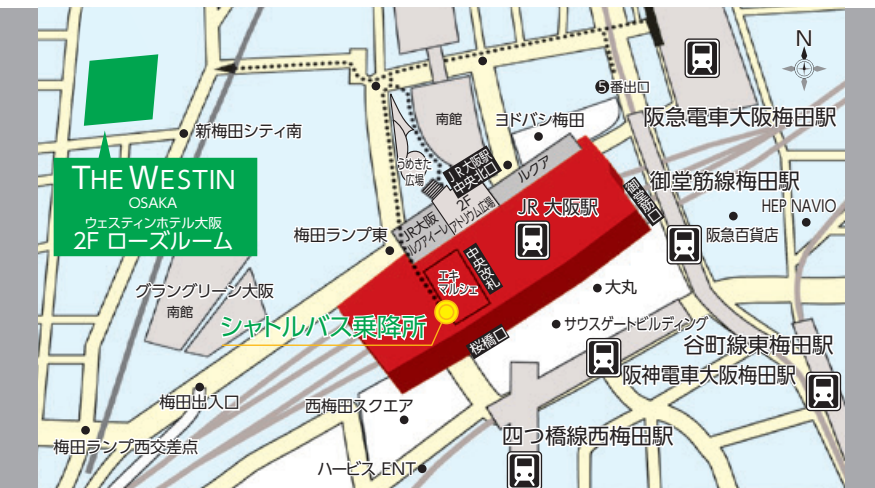 N
❺番出口
阪急電車大阪梅田駅
南館
ヨドバシ梅田
新梅田シティ南
うめきた
広場
JR大阪駅
中央北口
ルクア
御堂筋口
御堂筋線梅田駅
HEP NAVIO
THE WESTIN
OSAKA
ウェスティンホテル大阪
2F ローズルーム
2F
アトリウム広場
JR大阪
ルクアイーレ
JR 大阪駅
梅田ランプ東
阪急百貨店
中央改札
エキ
マルシェ
グラングリーン大阪
南館
大丸
シャトルバス乗降所
サウスゲートビルディング
桜橋口
谷町線東梅田駅
阪神電車大阪梅田駅
梅田出入口
西梅田スクエア
四つ橋線西梅田駅
梅田ランプ西交差点
ハービス ENT